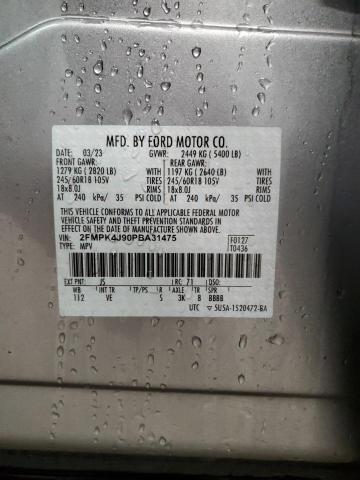 MFD. BY FORD MOTOR CO.
DATE: 03/23 GVWR: 2449 KG ( 5400 LB)
FRONT GAWR: REAR GAWR:
1279 KG ( 2820 LB) 1197 KG ( 2640 LB)
245/60R18 105V TIRES 245/60R18 105V
18x8.0J RIMS 18x8.0J
AT 240 kPa/ 35 PSI COLD AT 240 kPa/ 35 PSI COLD
THIS VEHICLE CONFORMS TO ALL APPLICABLE FEDERAL MOTOR
VEHICLE SAFETY AND THEFT PREVENTION STANDARDS IN EFFECT
ON THE DATE OF MANUFACTURE SHOWN ABOVE.
VIN: 2FMPK4J90PBA31475 F0127
TYPE: MPV T0436
EXT PNT: JS RC: 71 DSO:
WB INT TR TP/PS R AXLE TR SPR
112 VE S 3K B BBBB
UTC ▽ 5U5A-1520472-BA